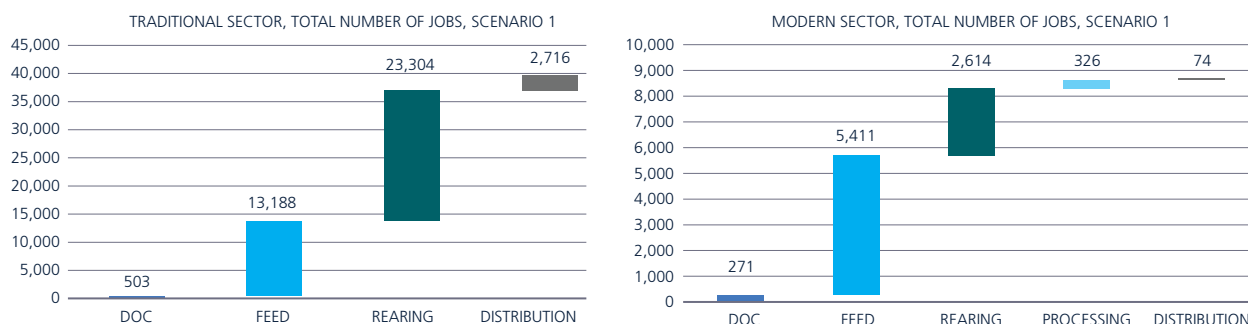 TRADITIONAL SECTOR, TOTAL NUMBER OF JOBS, SCENARIO 1
45,000
40,000
35,000
30,000
25,000
20,000
15,000
10,000
5,000
0
503
13,188
23,304
2,716
DOC
FEED
REARING
DISTRIBUTION
MODERN SECTOR, TOTAL NUMBER OF JOBS, SCENARIO 1
10,000
9,000
8,000
7,000
6,000
5,000
4,000
3,000
2,000
1,000
0
271
5,411
2,614
326
74
DOC
FEED
REARING
PROCESSING
DISTRIBUTION